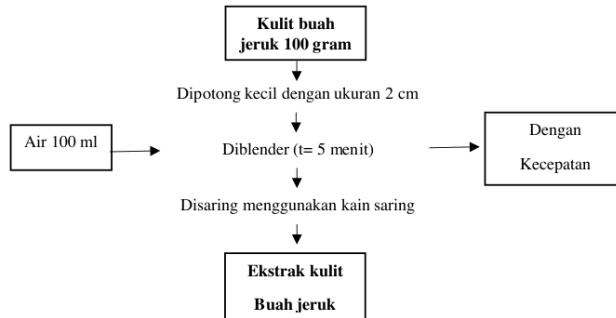 Kulit buah
jeruk 100 gram
Dipotong kecil dengan ukuran 2 cm
Air 100 ml
Diblender (t= 5 menit)
Dengan
Kecepatan
Disaring menggunakan kain saring
Ekstrak kulit
Buah jeruk